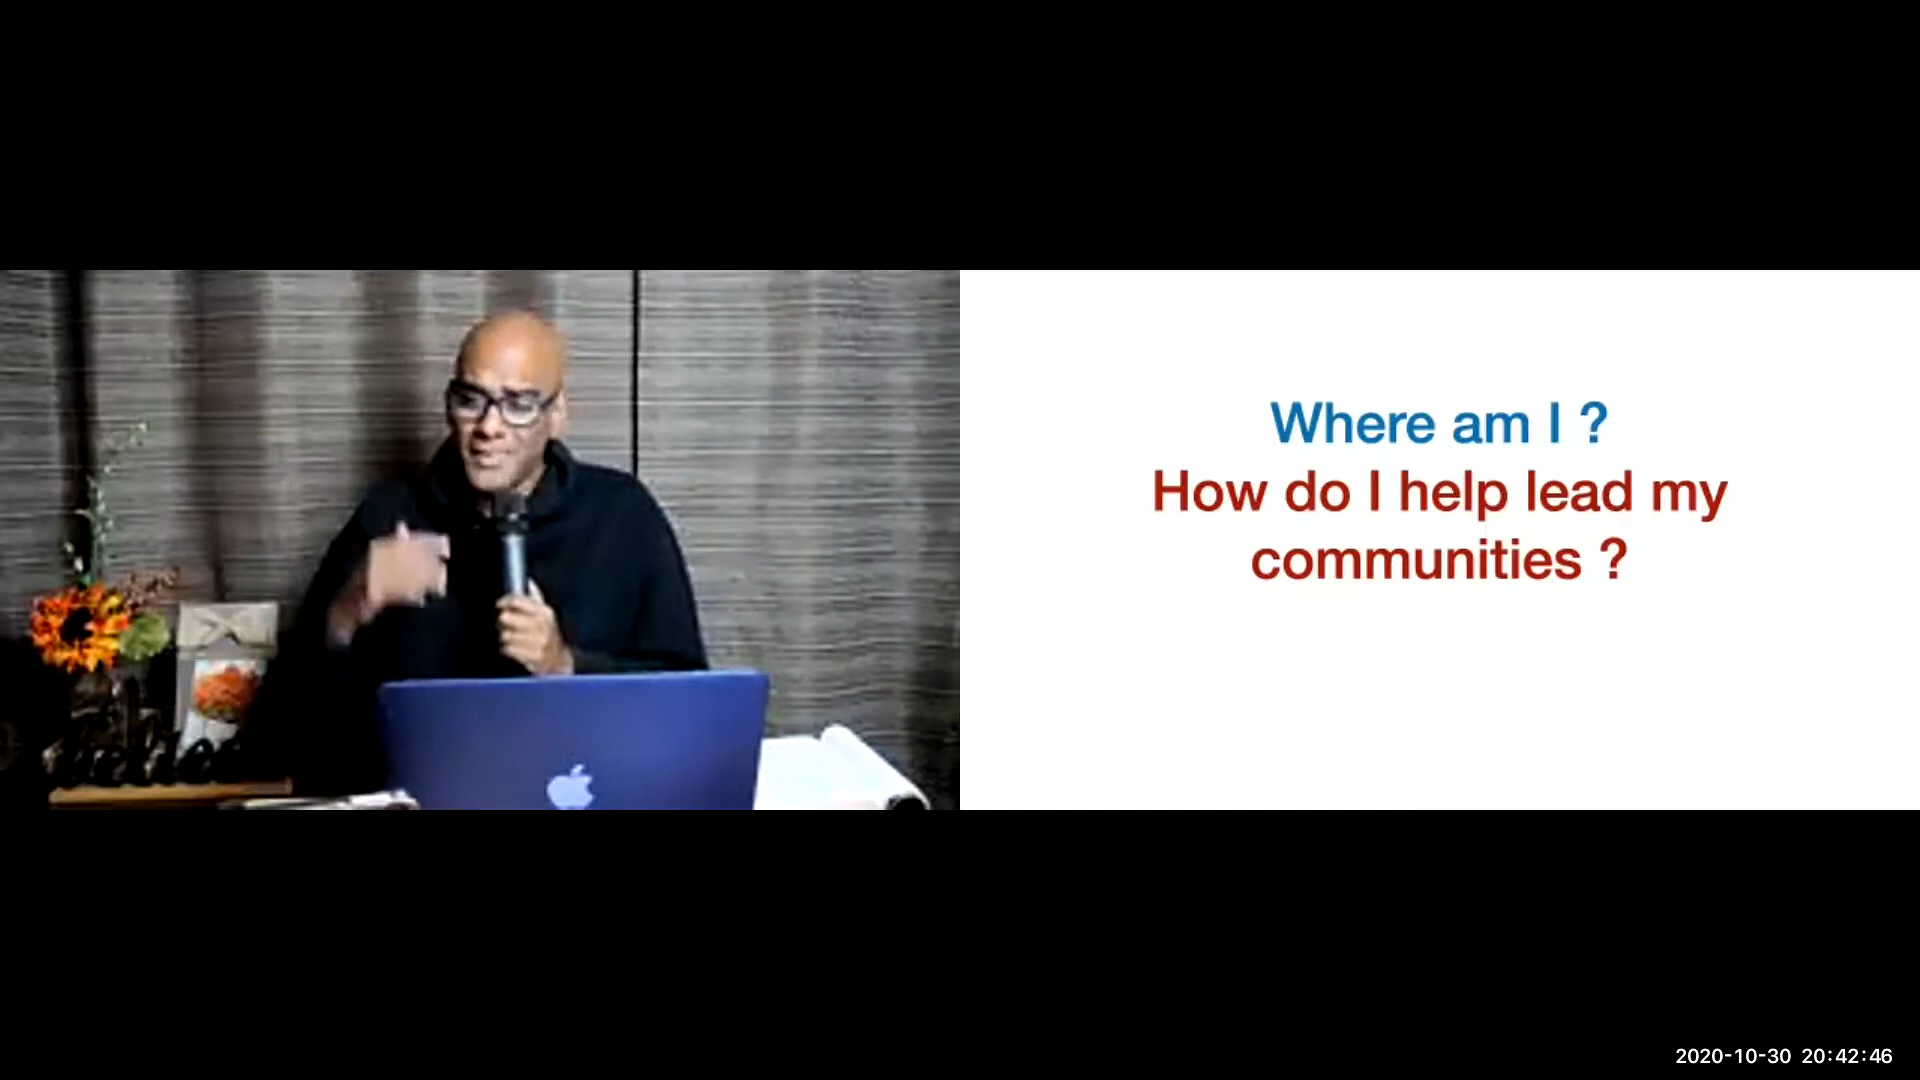 Where am I ?
How do I help lead my
communities ?
2020-10-30 20:42:46